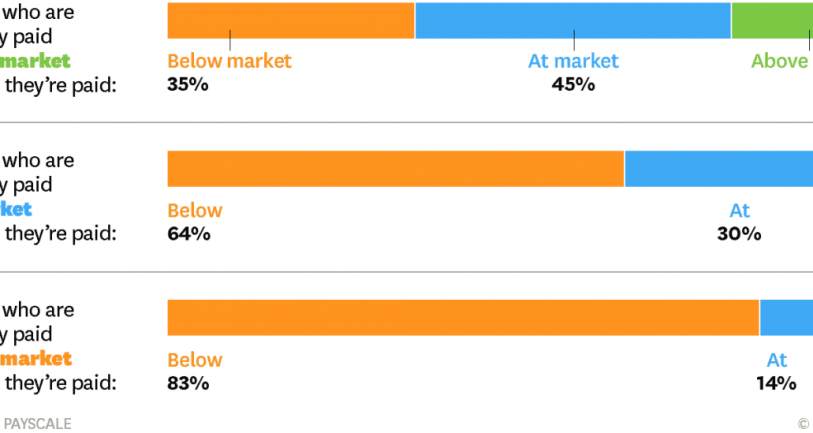 who are
y paid
market
they're paid:
Below market
35%
At market
45%
Above
who are
y paid
ket
they're paid:
Below
64%
At
30%
who are
y paid
market
they're paid:
Below
83%
At
14%
PAYSCALE
©